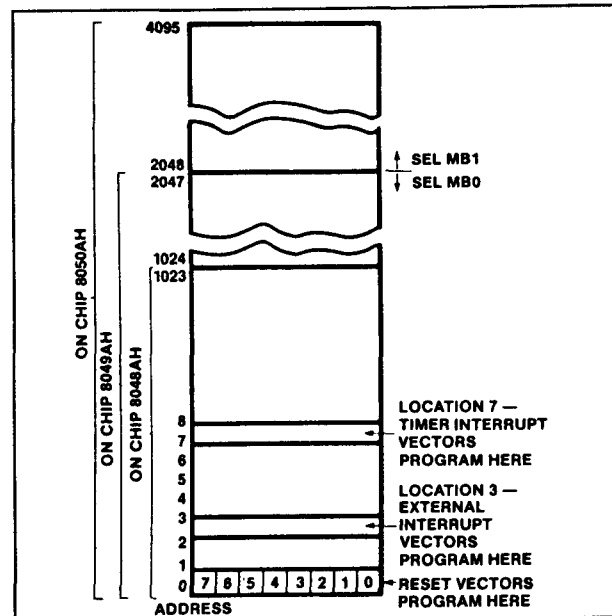 4095
2048
2047
SEL MB1
SEL MB0
1024
1023
ON CHIP 8050AH
ON CHIP 8049AH
ON CHIP 8048AH
8
7
6
5
4
3
2
1
0
LOCATION 7 —
TIMER INTERRUPT
VECTORS
PROGRAM HERE
LOCATION 3 —
EXTERNAL
INTERRUPT
VECTORS
PROGRAM HERE
7 6 5 4 3 2 1 0
RESET VECTORS
PROGRAM HERE
ADDRESS